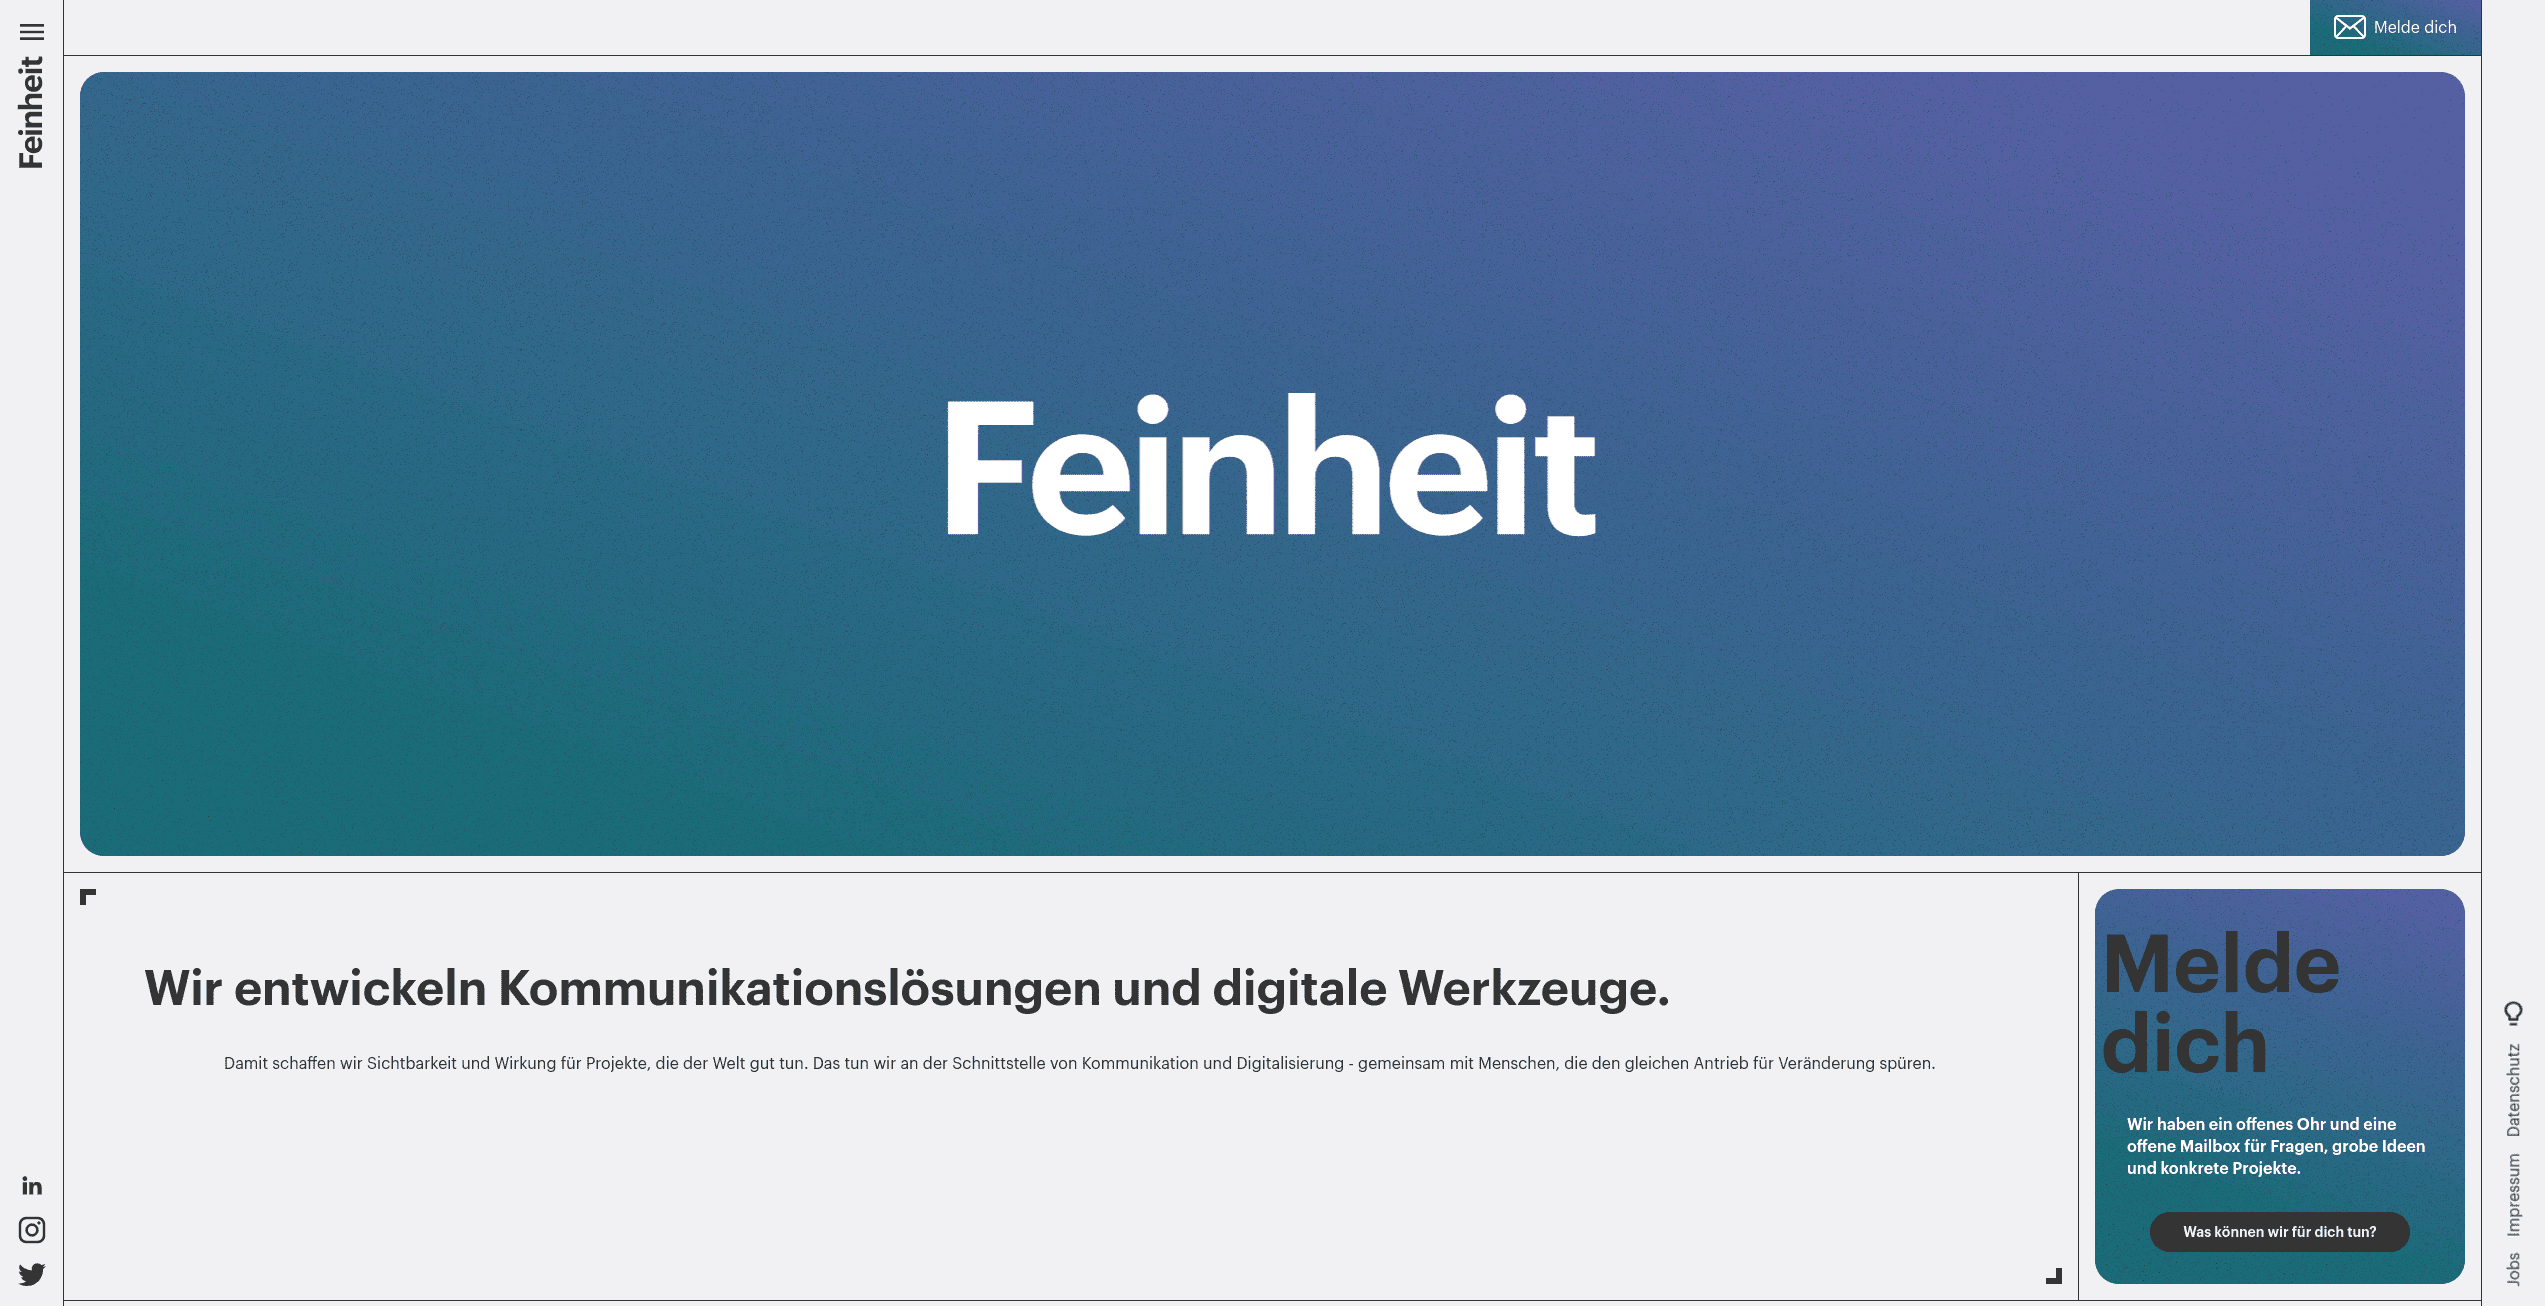 Feinheit
Melde dich
Feinheit
Wir entwickeln Kommunikationslösungen und digitale Werkzeuge.
Damit schaffen wir Sichtbarkeit und Wirkung für Projekte, die der Welt gut tun. Das tun wir an der Schnittstelle von Kommunikation und Digitalisierung - gemeinsam mit Menschen, die den gleichen Antrieb für Veränderung spüren.
Melde
dich
Wir haben ein offenes Ohr und eine
offene Mailbox für Fragen, grobe Ideen
und konkrete Projekte.
Was können wir für dich tun?
in
Jobs
Impressum
Datenschutz